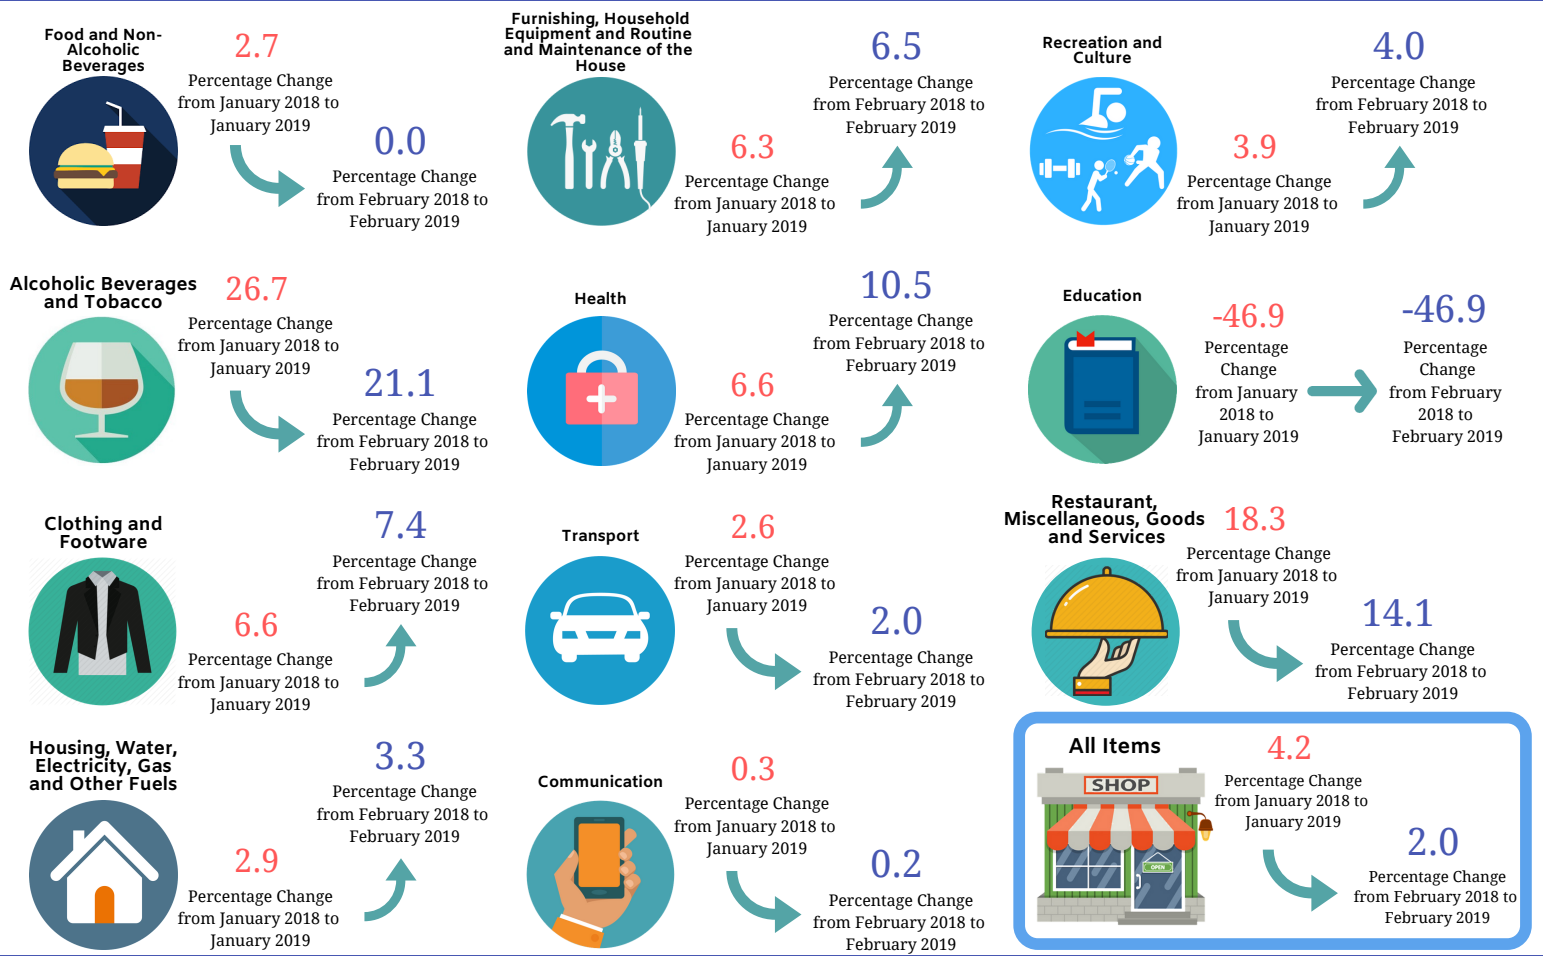 Food and Non-
Alcoholic
Beverages
2.7
Percentage Change
from January 2018 to
January 2019
0.0
Percentage Change
from February 2018 to
February 2019
Furnishing, Household
Equipment and Routine
and Maintenance of the
House
6.3
Percentage Change
from January 2018 to
January 2019
6.5
Percentage Change
from February 2018 to
February 2019
Recreation and
Culture
3.9
Percentage Change
from January 2018 to
January 2019
4.0
Percentage Change
from February 2018 to
February 2019
Alcoholic Beverages
and Tobacco
26.7
Percentage Change
from January 2018 to
January 2019
21.1
Percentage Change
from February 2018 to
February 2019
Health
6.6
Percentage Change
from January 2018 to
January 2019
10.5
Percentage Change
from February 2018 to
February 2019
Education
-46.9
Percentage
Change
from January
2018 to
January 2019
-46.9
Percentage
Change
from February
2018 to
February 2019
Clothing and
Footware
6.6
Percentage Change
from January 2018 to
January 2019
7.4
Percentage Change
from February 2018 to
February 2019
Transport
2.6
Percentage Change
from January 2018 to
January 2019
2.0
Percentage Change
from February 2018 to
February 2019
Restaurant,
Miscellaneous, Goods
and Services
18.3
Percentage Change
from January 2018 to
January 2019
14.1
Percentage Change
from February 2018 to
February 2019
Housing, Water,
Electricity, Gas
and Other Fuels
2.9
Percentage Change
from January 2018 to
January 2019
3.3
Percentage Change
from February 2018 to
February 2019
Communication
0.3
Percentage Change
from January 2018 to
January 2019
0.2
Percentage Change
from February 2018 to
February 2019
All Items
SHOP
OPEN
4.2
Percentage Change
from January 2018 to
January 2019
2.0
Percentage Change
from February 2018 to
February 2019